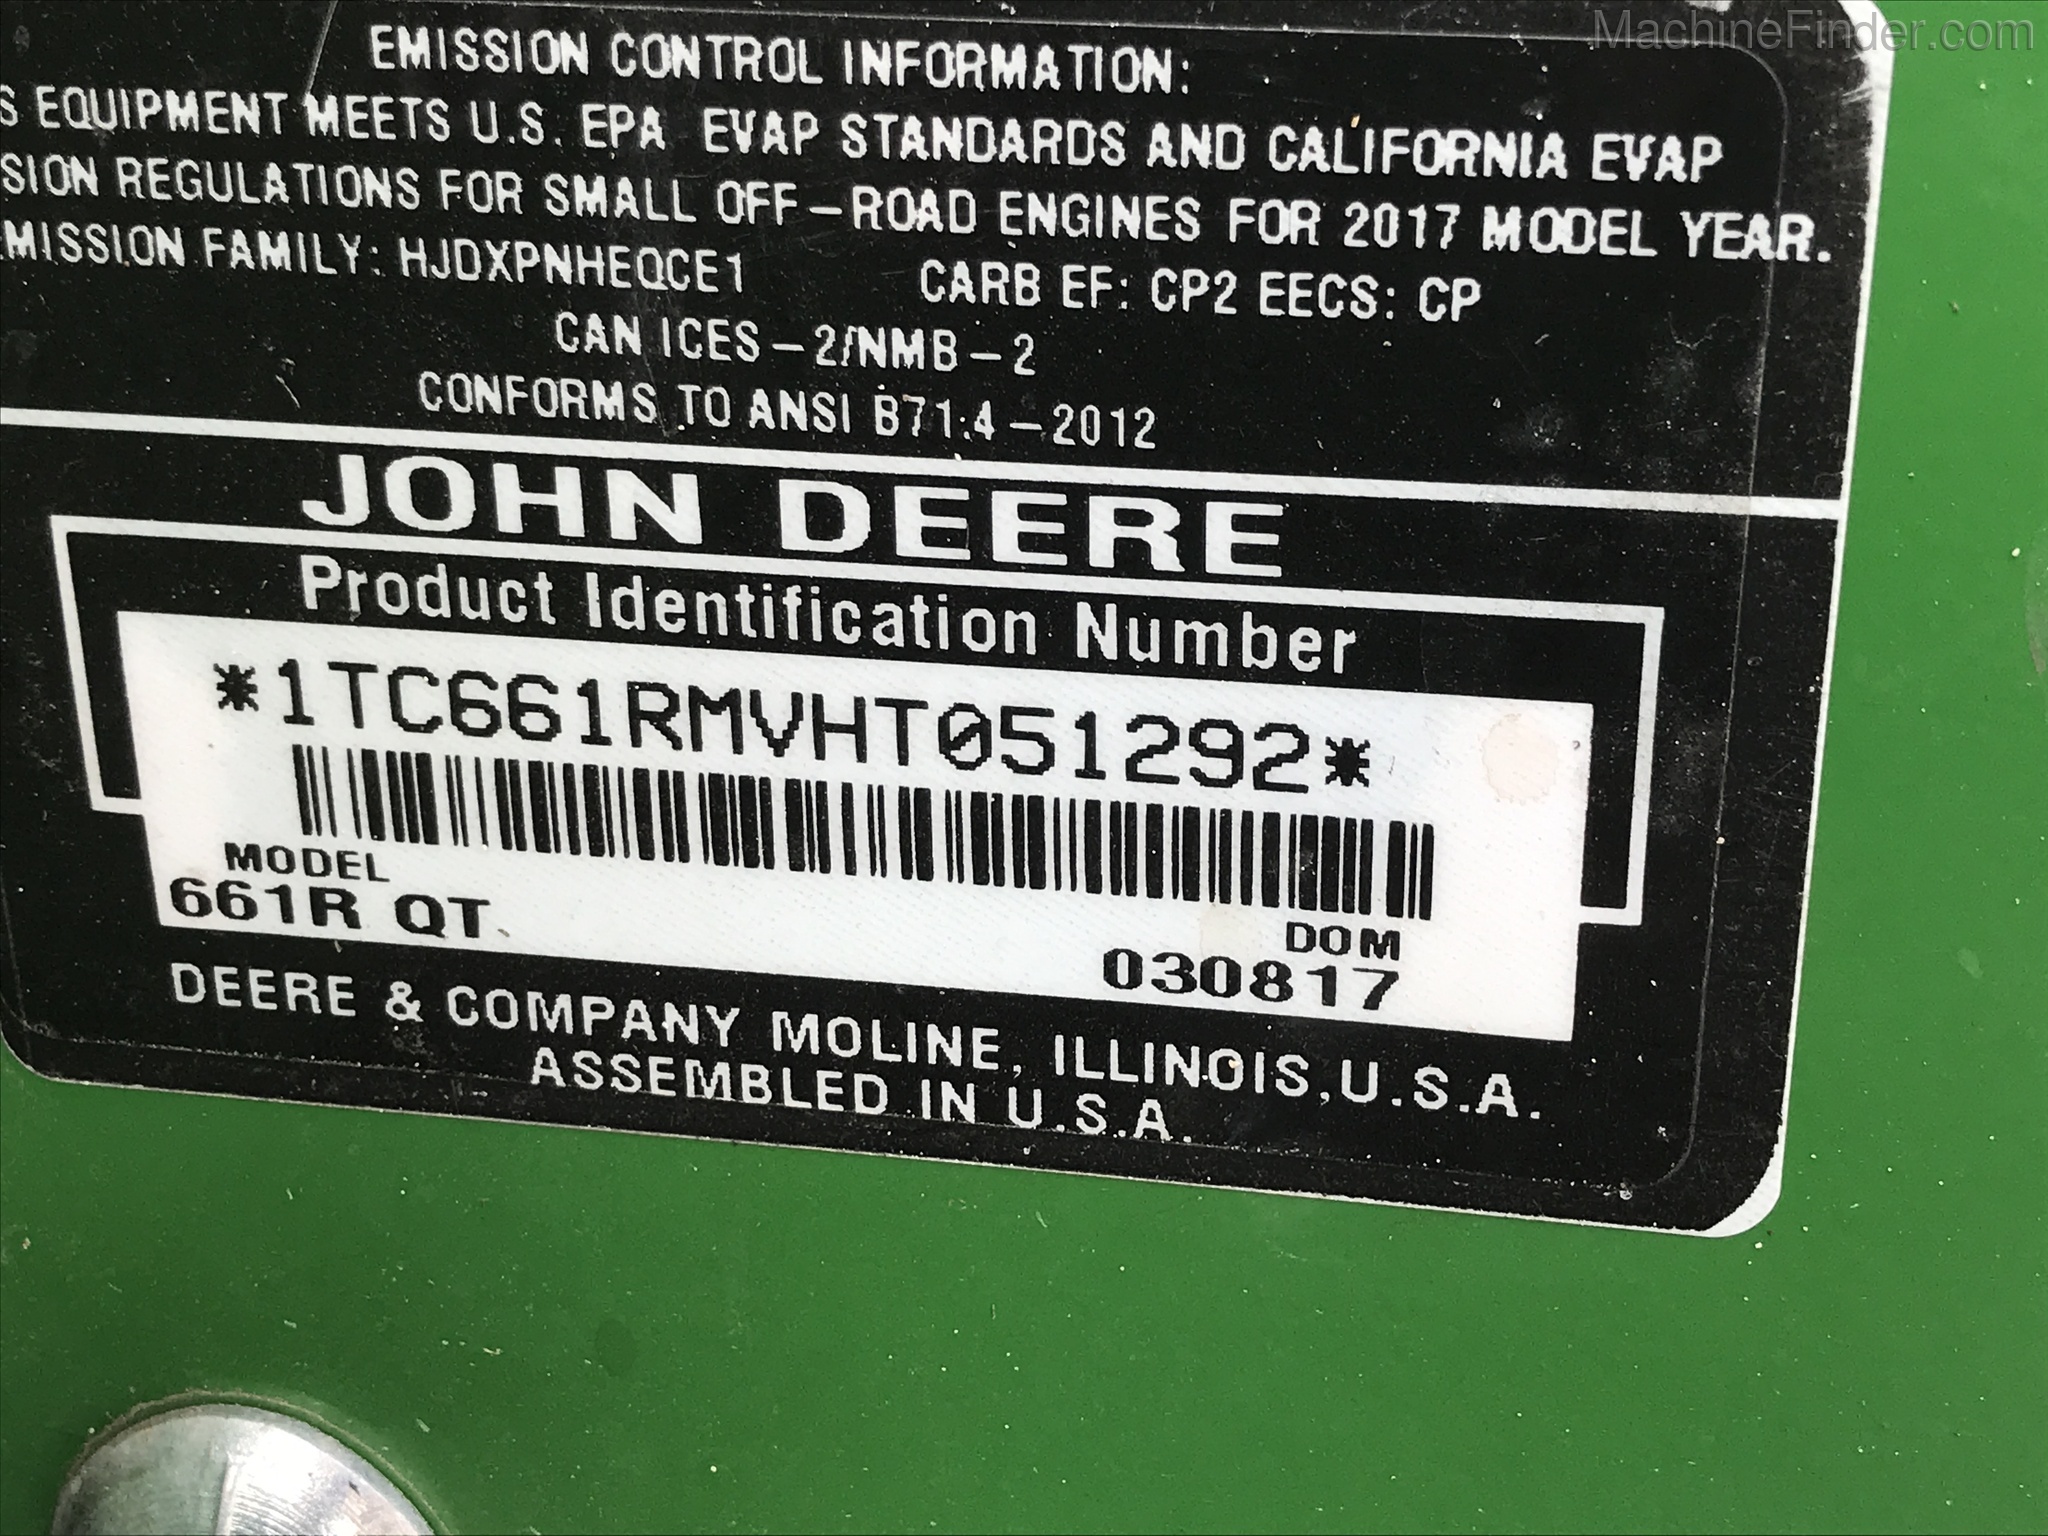 MachineFinder.com
EMISSION CONTROL INFORMATION:
S EQUIPMENT MEETS U.S. EPA EVAP STANDARDS AND CALIFORNIA EVAP
SION REGULATIONS FOR SMALL OFF-ROAD ENGINES FOR 2017 MODEL YEAR.
MISSION FAMILY: HJDXPNHEQCE1 CARB EF: CP2 EECS: CP
CAN ICES-2/NMB-2
CONFORMS TO ANSI B71.4-2012
JOHN DEERE
Product Identification Number
*1TC661RMVHT051292*
MODEL
661R QT
DOM
030817
DEERE & COMPANY MOLINE, ILLINOIS, U.S.A.
ASSEMBLED IN U.S.A.